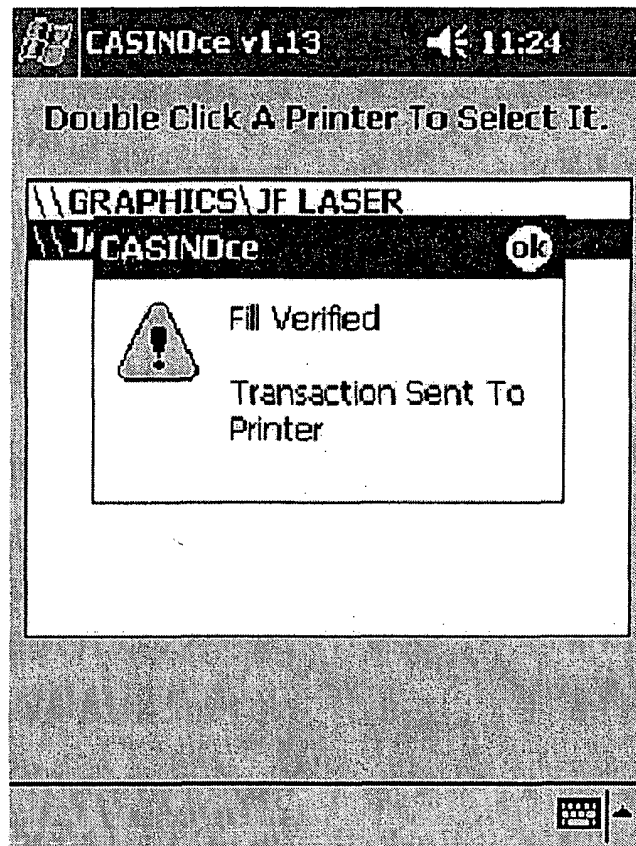 CASINOce v1.13 11:24
Double Click A Printer To Select It.
\\GRAPHICS\JF LASER
CASINOce ok
Fill Verified
Transaction Sent To
Printer